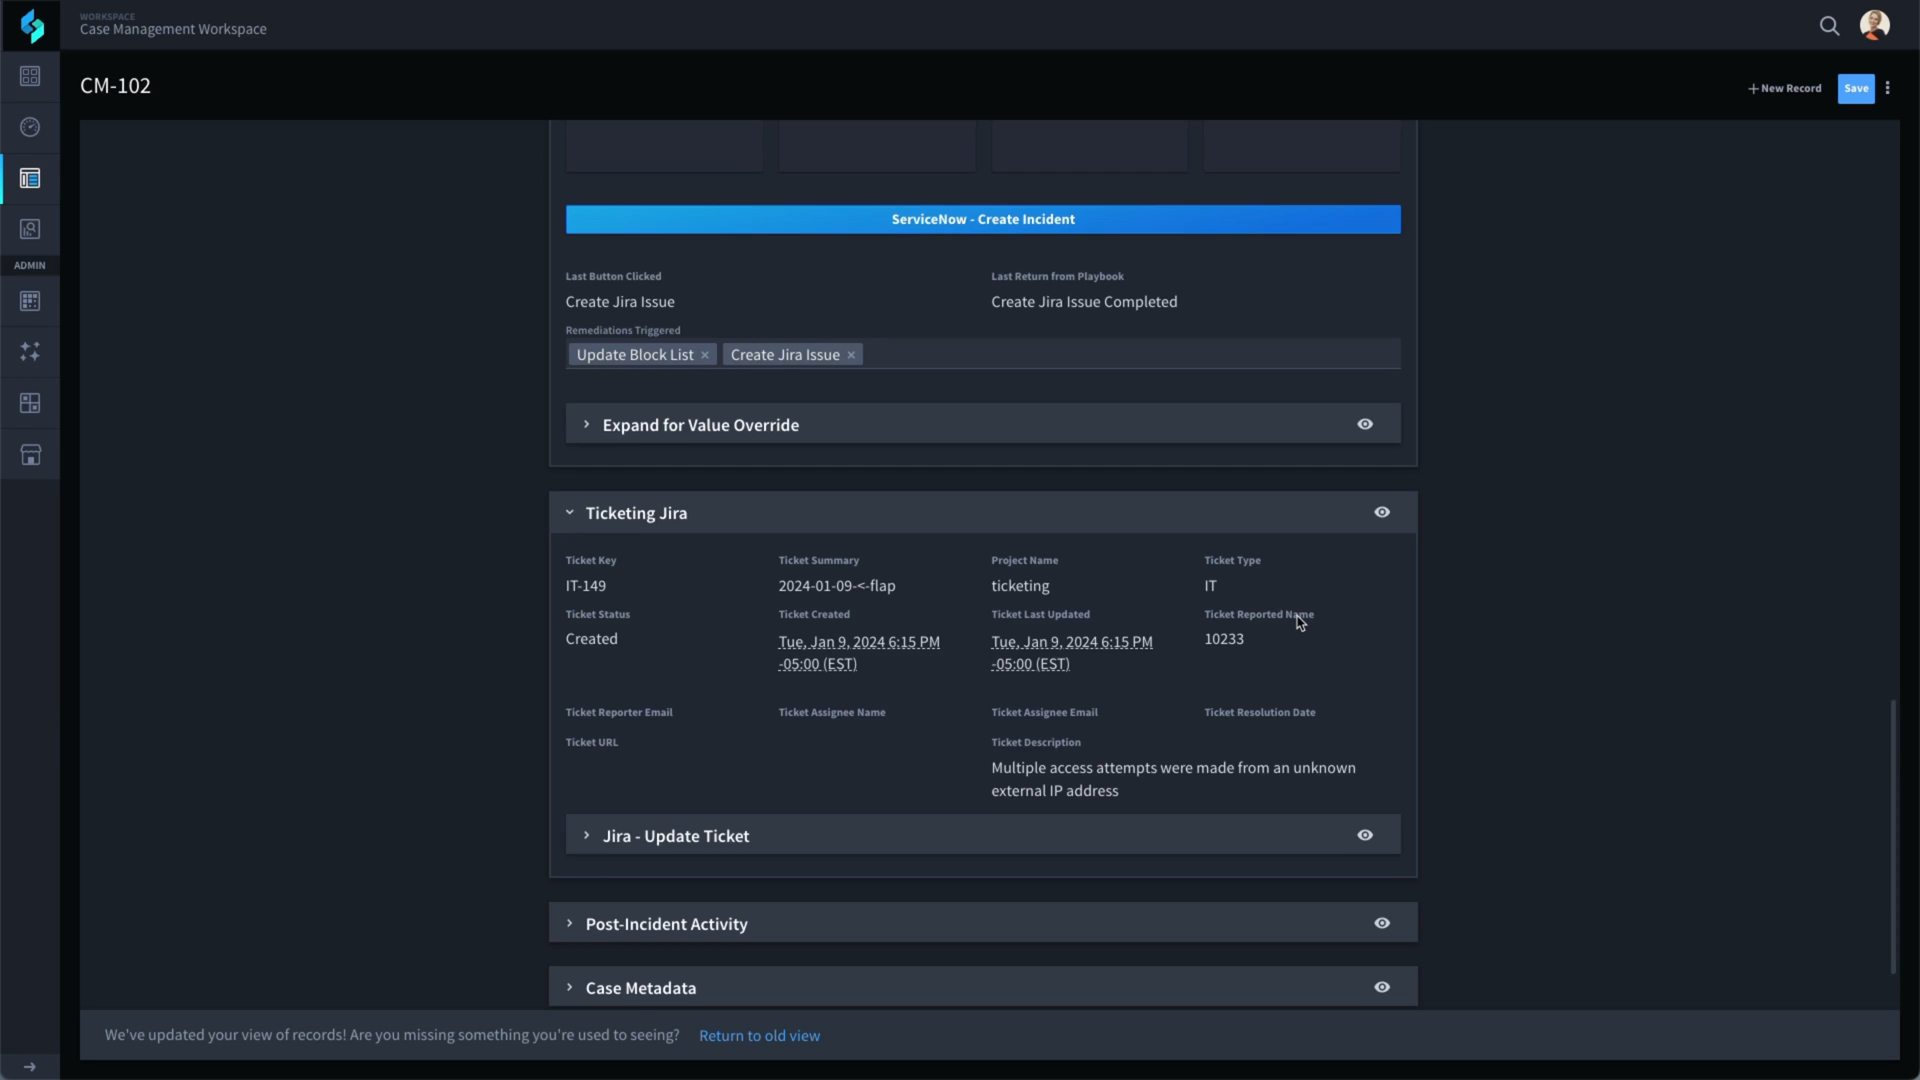 WORKSPACE
Case Management Workspace
CM-102
New Record
Save
ADMIN
ServiceNow - Create Incident
Last Button Clicked
Last Return from Playbook
Create Jira Issue
Create Jira Issue Completed
Remediations Triggered
Update Block List ×
Create Jira Issue ×
Expand for Value Override
Ticketing Jira
Ticket Key
Ticket Summary
Project Name
Ticket Type
IT-149
2024-01-09-<-flap
ticketing
IT
Ticket Status
Ticket Created
Ticket Last Updated
Ticket Reported Name
Created
Tue, Jan 9, 2024 6:15 PM
-05:00 (EST)
Tue, Jan 9, 2024 6:15 PM
-05:00 (EST)
10233
Ticket Reporter Email
Ticket Assignee Name
Ticket Assignee Email
Ticket Resolution Date
Ticket URL
Ticket Description
Multiple access attempts were made from an unknown
external IP address
Jira - Update Ticket
Post-Incident Activity
Case Metadata
We've updated your view of records! Are you missing something you're used to seeing? Return to old view